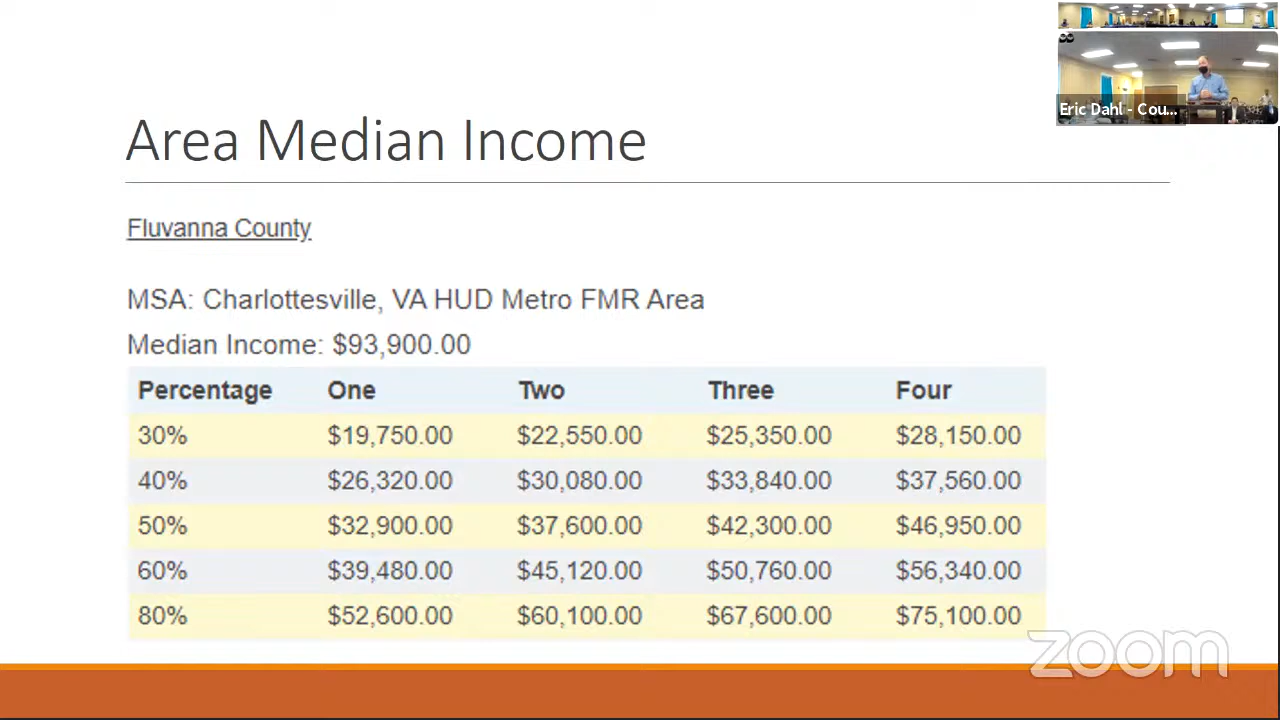 Eric Dahl - Cou...
Area Median Income
Fluvanna County
MSA: Charlottesville, VA HUD Metro FMR Area
Median Income: $93,900.00
Percentage One Two Three Four
30% $19,750.00 $22,550.00 $25,350.00 $28,150.00
40% $26,320.00 $30,080.00 $33,840.00 $37,560.00
50% $32,900.00 $37,600.00 $42,300.00 $46,950.00
60% $39,480.00 $45,120.00 $50,760.00 $56,340.00
80% $52,600.00 $60,100.00 $67,600.00 $75,100.00
zoom